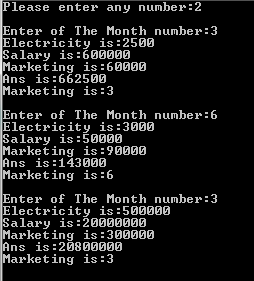 Please enter any number:2
Enter of The Month number:3
Electricity is:2500
Salary is:600000
Marketing is:60000
Ans is:662500
Marketing is:3
Enter of The Month number:6
Electricity is:3000
Salary is:50000
Marketing is:90000
Ans is:143000
Marketing is:6
Enter of The Month number:3
Electricity is:500000
Salary is:20000000
Marketing is:300000
Ans is:20800000
Marketing is:3